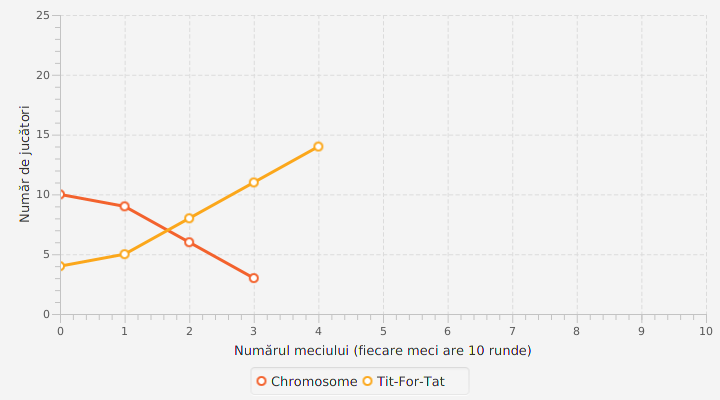 25
20
15
10
5
0
Număr de jucători
0 1 2 3 4 5 6 7 8 9 10
Numărul meciului (fiecare meci are 10 runde)
Chromosome Tit-For-Tat